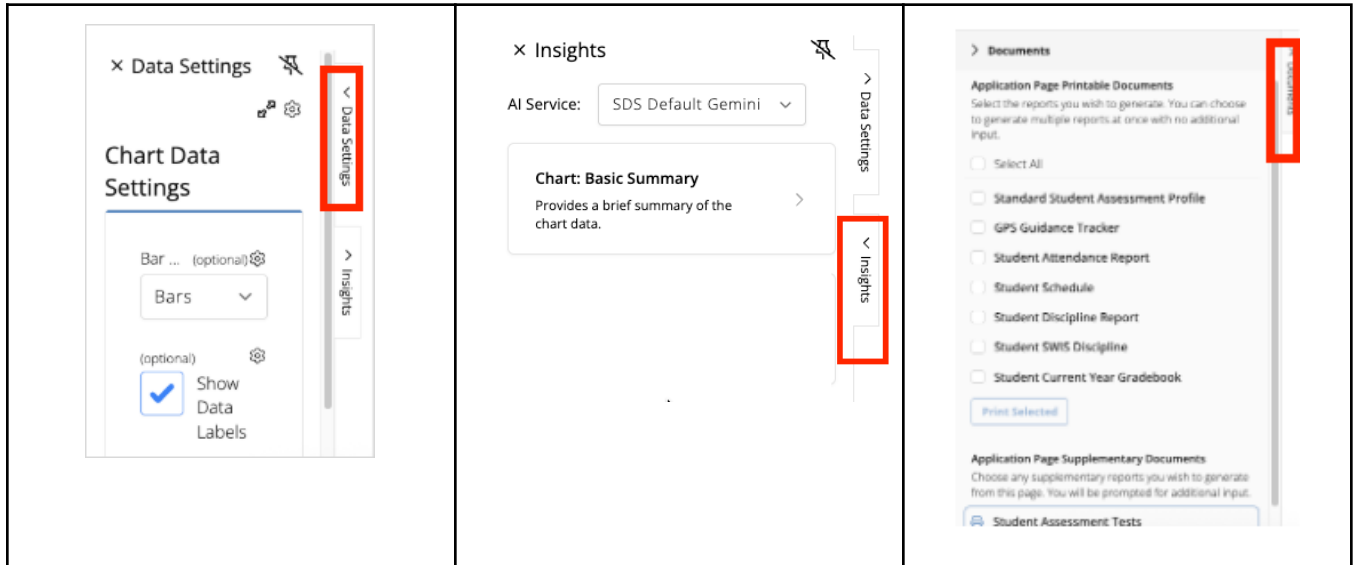 × Data Settings
Chart Data
Settings
Bar ... (optional)
Bars
(optional)
Show
Data
Labels
Data Settings
Insights
× Insights
AI Service:
SDS Default Gemini
Chart: Basic Summary
Provides a brief summary of the
chart data.
Data Settings
Insights
Documents
Application Page Printable Documents
Select the reports you wish to generate. You can choose
to generate multiple reports at once with no additional
input.
Select All
Standard Student Assessment Profile
GPS Guidance Tracker
Student Attendance Report
Student Schedule
Student Discipline Report
Student SWIS Discipline
Student Current Year Gradebook
Print Selected
Application Page Supplementary Documents
Choose any supplementary reports you wish to generate
from this page. You will be prompted for additional input.
Student Assessment Tests
Documents